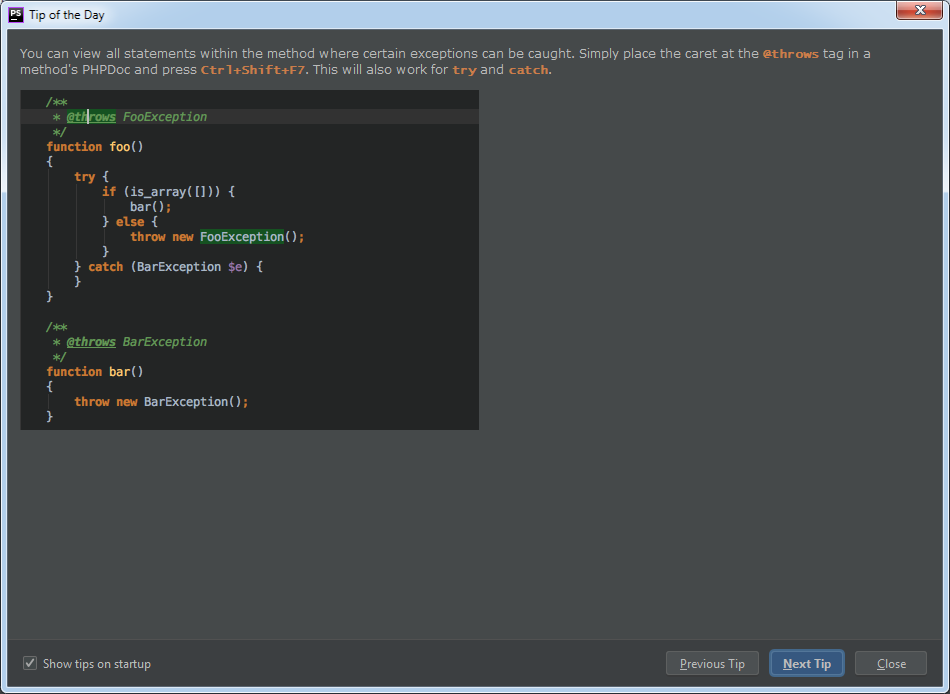 PS Tip of the Day
You can view all statements within the method where certain exceptions can be caught. Simply place the caret at the @throws tag in a
method's PHPDoc and press Ctrl+Shift+F7. This will also work for try and catch.
/**
 * @throws FooException
 */
function foo()
{
    try {
        if (is_array([])) {
            bar();
        } else {
            throw new FooException();
        }
    } catch (BarException $e) {
    }
}

/**
 * @throws BarException
 */
function bar()
{
    throw new BarException();
}
Show tips on startup
Previous Tip
Next Tip
Close